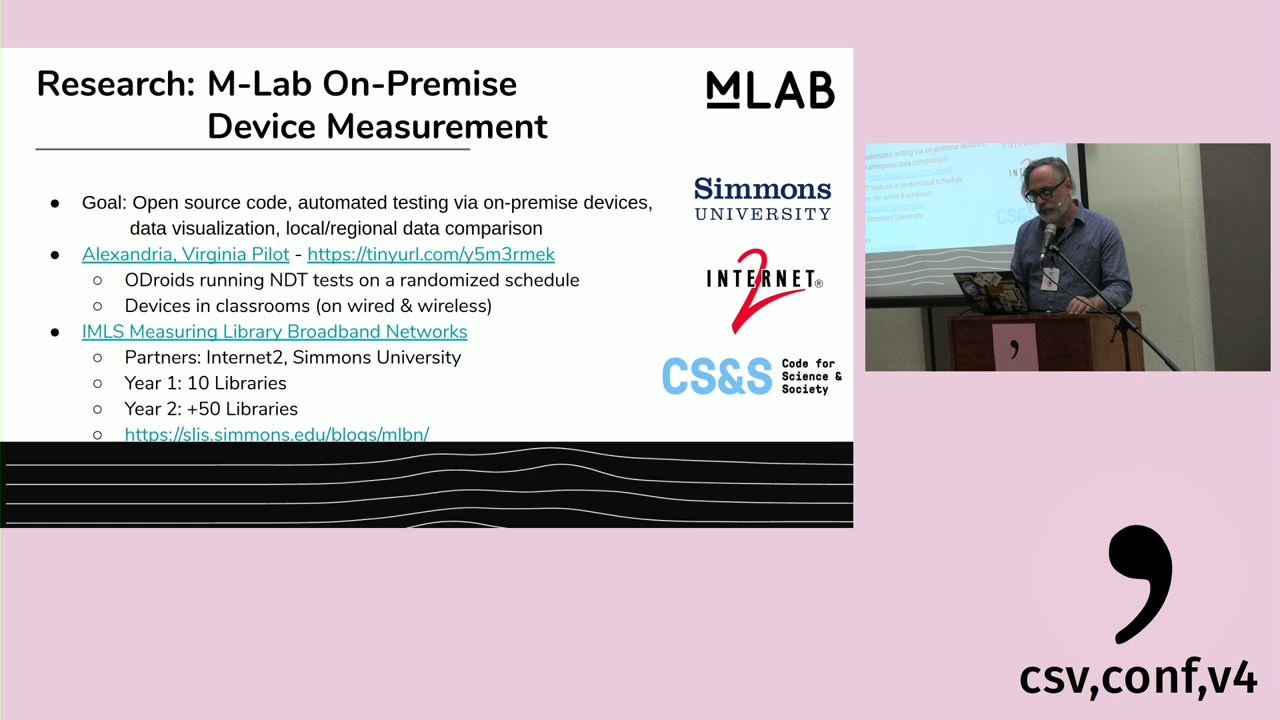 Research: M-Lab On-Premise
Device Measurement
MLAB
Simmons
UNIVERSITY
INTERNET®
2
CS&S Code for
Science &
Society
● Goal: Open source code, automated testing via on-premise devices,
data visualization, local/regional data comparison
● Alexandria, Virginia Pilot - https://tinyurl.com/y5m3rmek
○ ODroids running NDT tests on a randomized schedule
○ Devices in classrooms (on wired & wireless)
● IMLS Measuring Library Broadband Networks
○ Partners: Internet2, Simmons University
○ Year 1: 10 Libraries
○ Year 2: +50 Libraries
○ https://slis.simmons.edu/blogs/mlbn/
csv,conf,v4